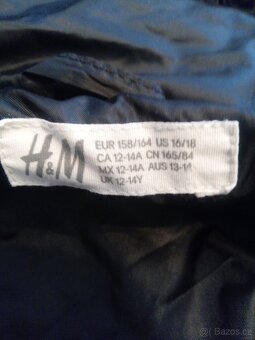 H&M
EUR 158/164 US 16/18
CA 12-14A CN 165/84
MX 12-14A AUS 13-14
UK 12-14Y
Bazos.cz